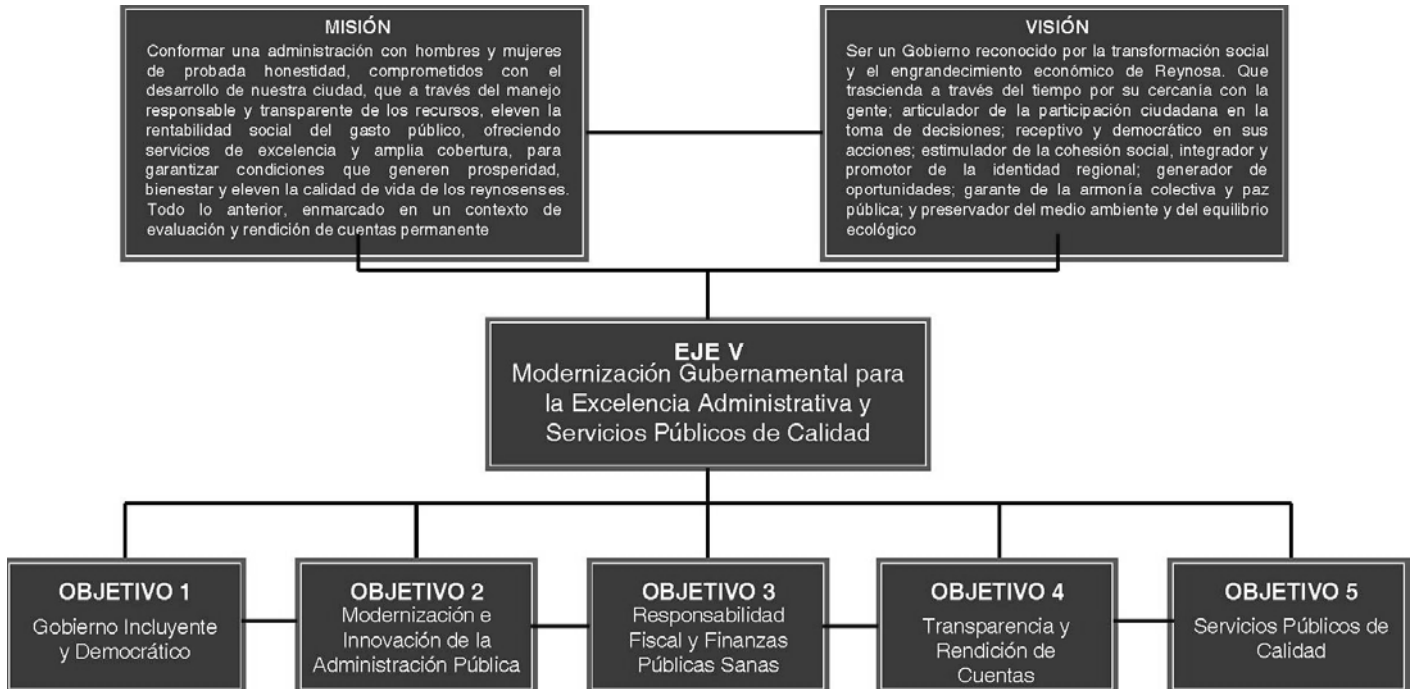 MISIÓN
Conformar una administración con hombres y mujeres
de probada honestidad, comprometidos con el
desarrollo de nuestra ciudad, que a través del manejo
responsable y transparente de los recursos, eleven la
rentabilidad social del gasto público, ofreciendo
servicios de excelencia y amplia cobertura, para
garantizar condiciones que generen prosperidad,
bienestar y eleven la calidad de vida de los reynosenses.
Todo lo anterior, enmarcado en un contexto de
evaluación y rendición de cuentas permanente
VISIÓN
Ser un Gobierno reconocido por la transformación social
y el engrandecimiento económico de Reynosa. Que
trascienda a través del tiempo por su cercanía con la
gente; articulador de la participación ciudadana en la
toma de decisiones; receptivo y democrático en sus
acciones; estimulador de la cohesión social, integrador y
promotor de la identidad regional; generador de
oportunidades; garante de la armonía colectiva y paz
pública; y preservador del medio ambiente y del equilibrio
ecológico
EJE V
Modernización Gubernamental para
la Excelencia Administrativa y
Servicios Públicos de Calidad
OBJETIVO 1
Gobierno Incluyente
y Democrático
OBJETIVO 2
Modernización e
Innovación de la
Administración Pública
OBJETIVO 3
Responsabilidad
Fiscal y Finanzas
Públicas Sanas
OBJETIVO 4
Transparencia y
Rendición de
Cuentas
OBJETIVO 5
Servicios Públicos de
Calidad